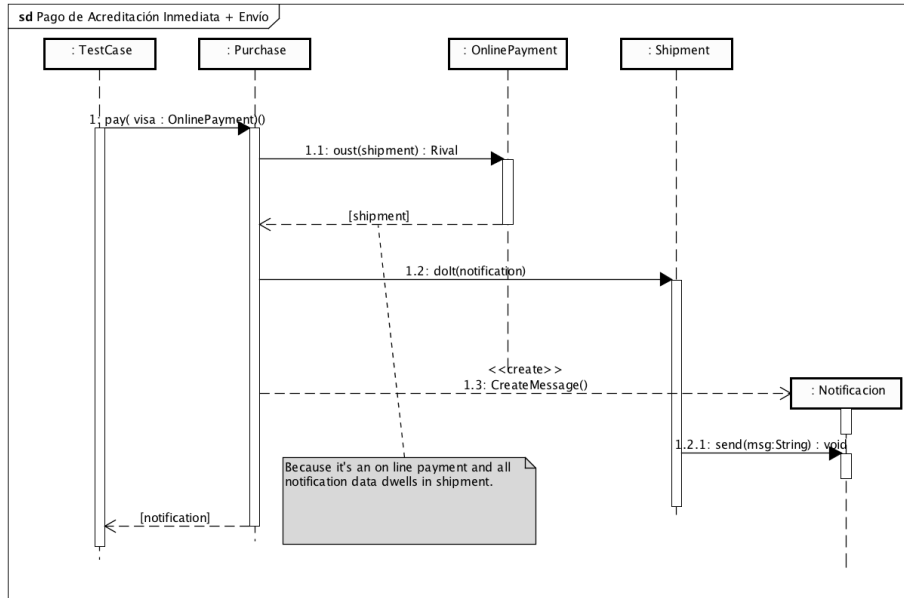 sd Pago de Acreditación Inmediata + Envío
: TestCase
: Purchase
: OnlinePayment
: Shipment
1: pay( visa : OnlinePayment)()
1.1: oust(shipment) : Rival
[shipment]
1.2: doIt(notification)
<<create>>
1.3: CreateMessage()
: Notificacion
1.2.1: send(msg:String) : void
Because it's an on line payment and all
notification data dwells in shipment.
[notification]